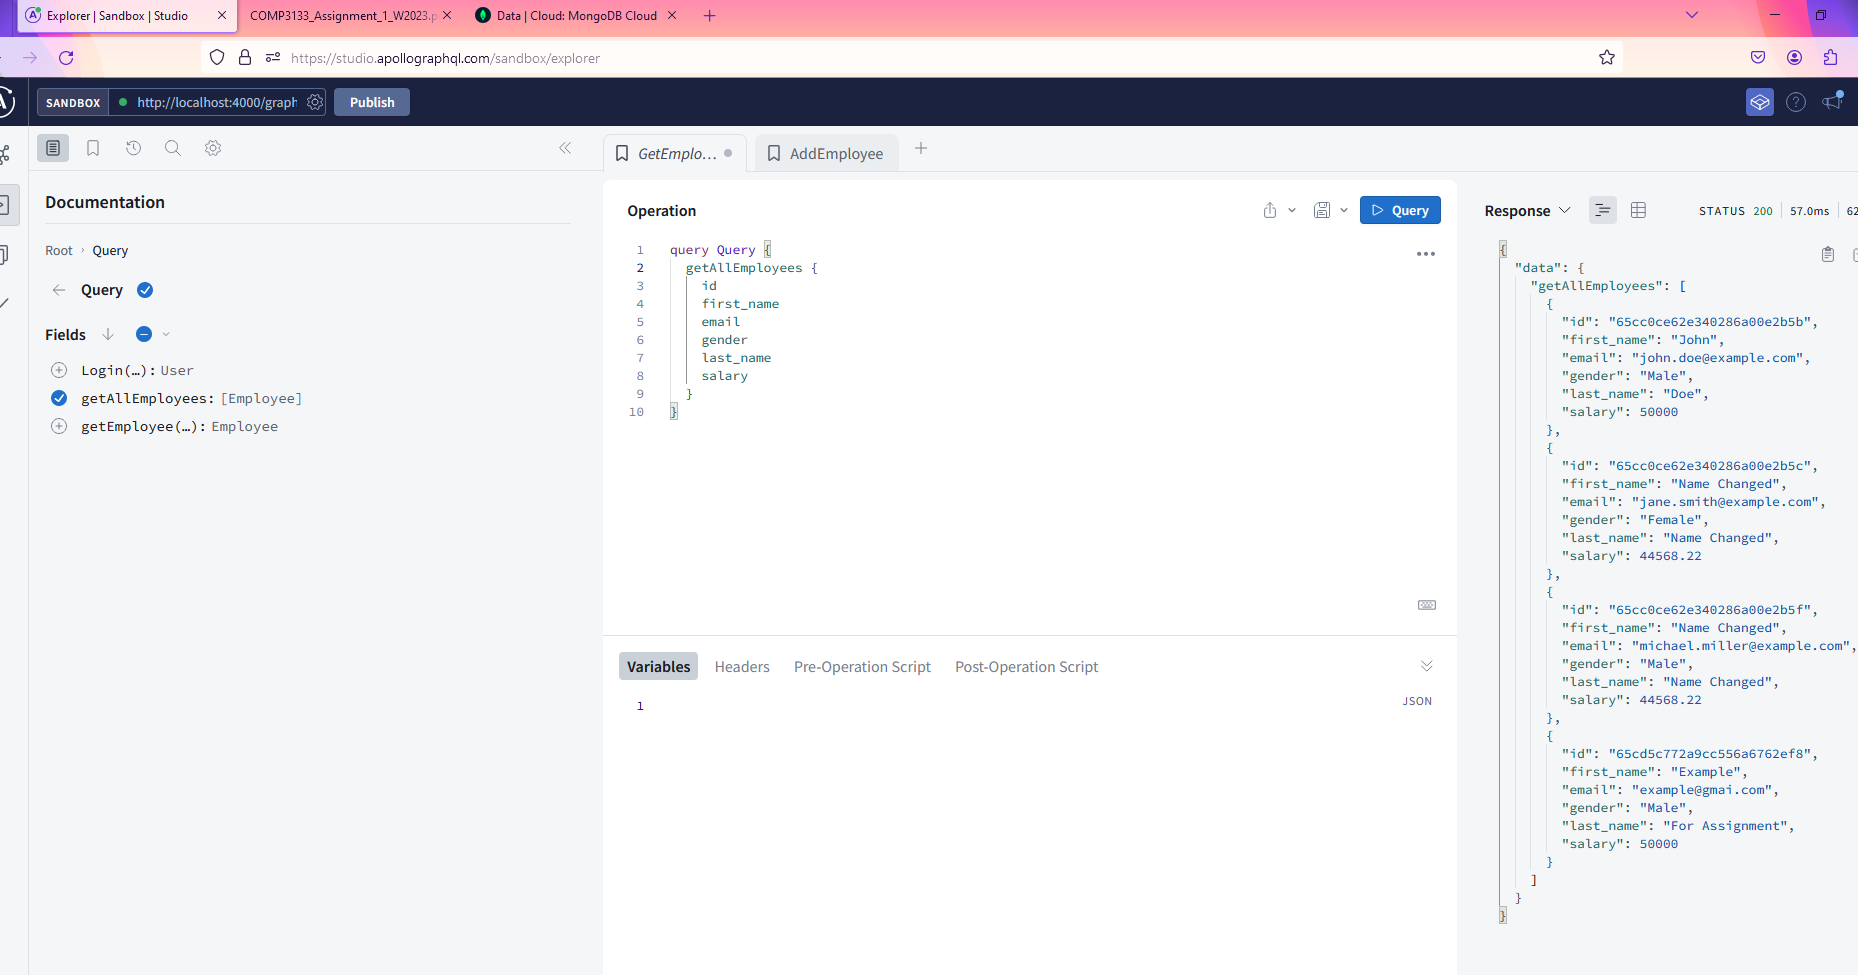 Explorer | Sandbox | Studio
COMP3133_Assignment_1_W2023.p
Data | Cloud: MongoDB Cloud
https://studio.apollographql.com/sandbox/explorer
SANDBOX
http://localhost:4000/graph
Publish
GetEmplo...
AddEmployee
Documentation
Root › Query
Query
Fields
Login(…): User
getAllEmployees: [Employee]
getEmployee(…): Employee
Operation
Query
1 query Query {
2 getAllEmployees {
3 id
4 first_name
5 email
6 gender
7 last_name
8 salary
9 }
10 }
Variables
Headers
Pre-Operation Script
Post-Operation Script
1
JSON
Response
STATUS 200
57.0ms
62
{
"data": {
"getAllEmployees": [
{
"id": "65cc0ce62e340286a00e2b5b",
"first_name": "John",
"email": "john.doe@example.com",
"gender": "Male",
"last_name": "Doe",
"salary": 50000
},
{
"id": "65cc0ce62e340286a00e2b5c",
"first_name": "Name Changed",
"email": "jane.smith@example.com",
"gender": "Female",
"last_name": "Name Changed",
"salary": 44568.22
},
{
"id": "65cc0ce62e340286a00e2b5f",
"first_name": "Name Changed",
"email": "michael.miller@example.com",
"gender": "Male",
"last_name": "Name Changed",
"salary": 44568.22
},
{
"id": "65cd5c772a9cc556a6762ef8",
"first_name": "Example",
"email": "example@gmai.com",
"gender": "Male",
"last_name": "For Assignment",
"salary": 50000
}
]
}
}